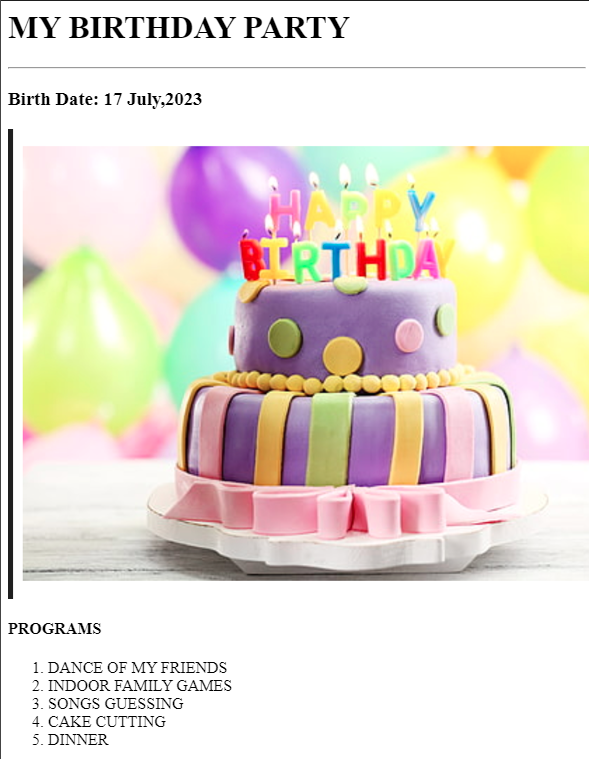 MY BIRTHDAY PARTY
Birth Date: 17 July,2023
HAPPY
BIRTHDAY
PROGRAMS
1. DANCE OF MY FRIENDS
2. INDOOR FAMILY GAMES
3. SONGS GUESSING
4. CAKE CUTTING
5. DINNER